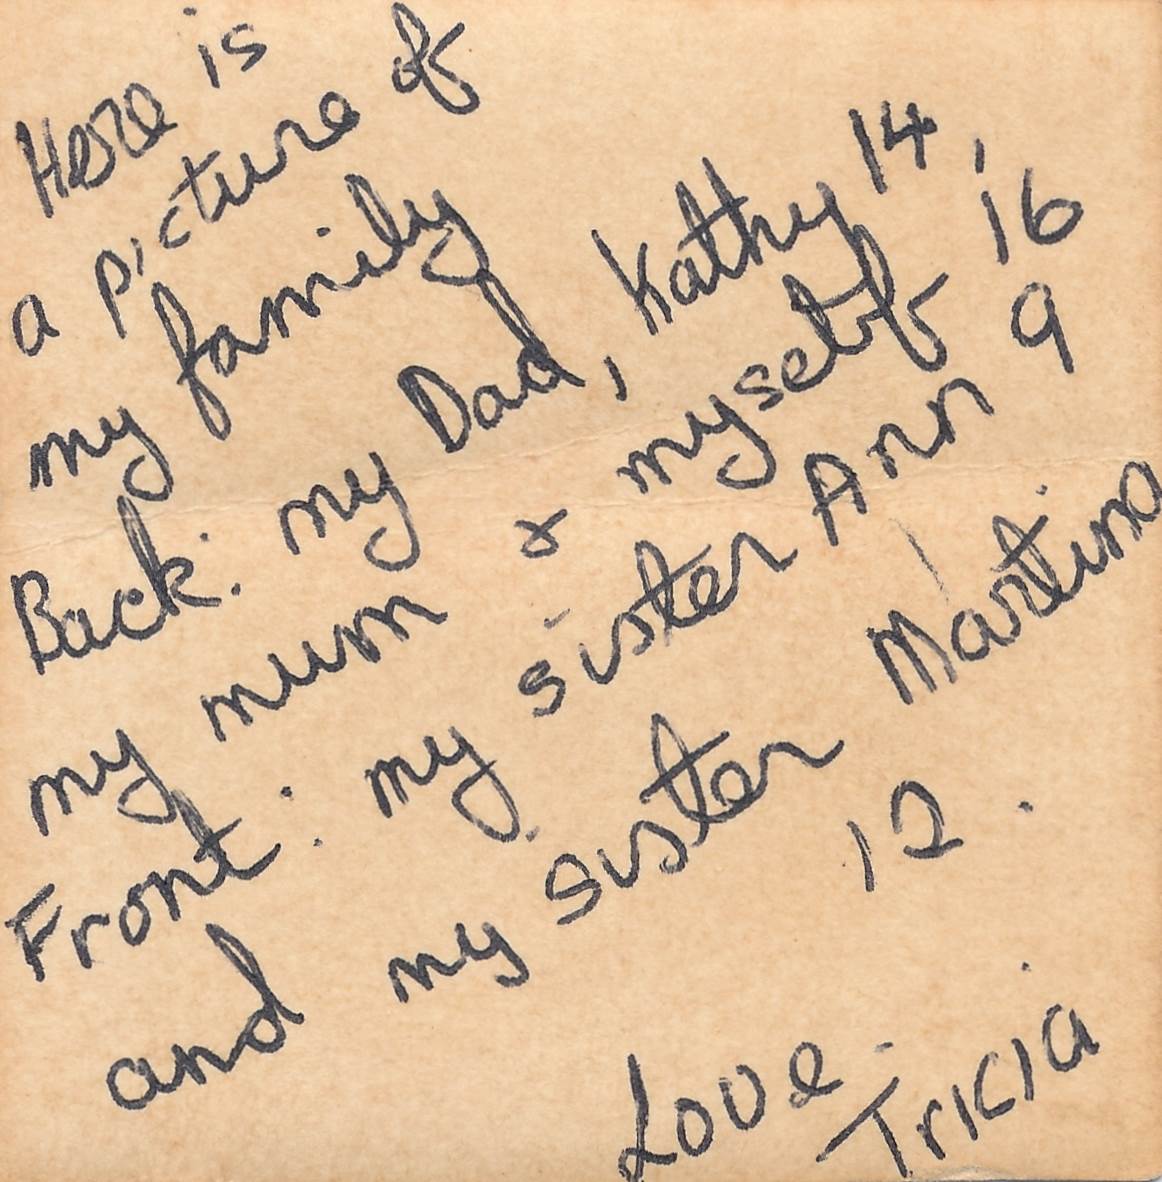 Here is
a picture of
my family
Back: my Dad, Kathy 14,
my mum & myself 16
Front: my sister Ann 9
and my sister Martina
12.
Love
Tricia